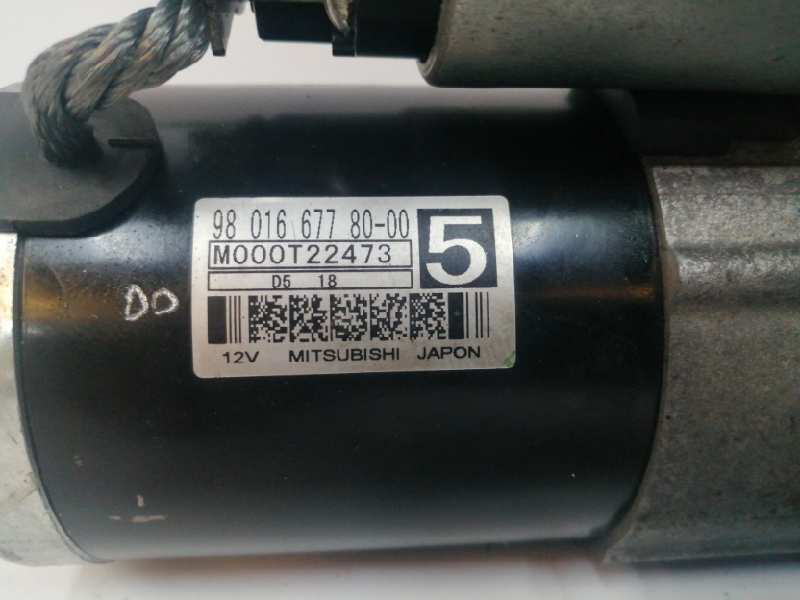 98 016 677 80-00
5
M000T22473
D5 18
12V MITSUBISHI JAPON
DO